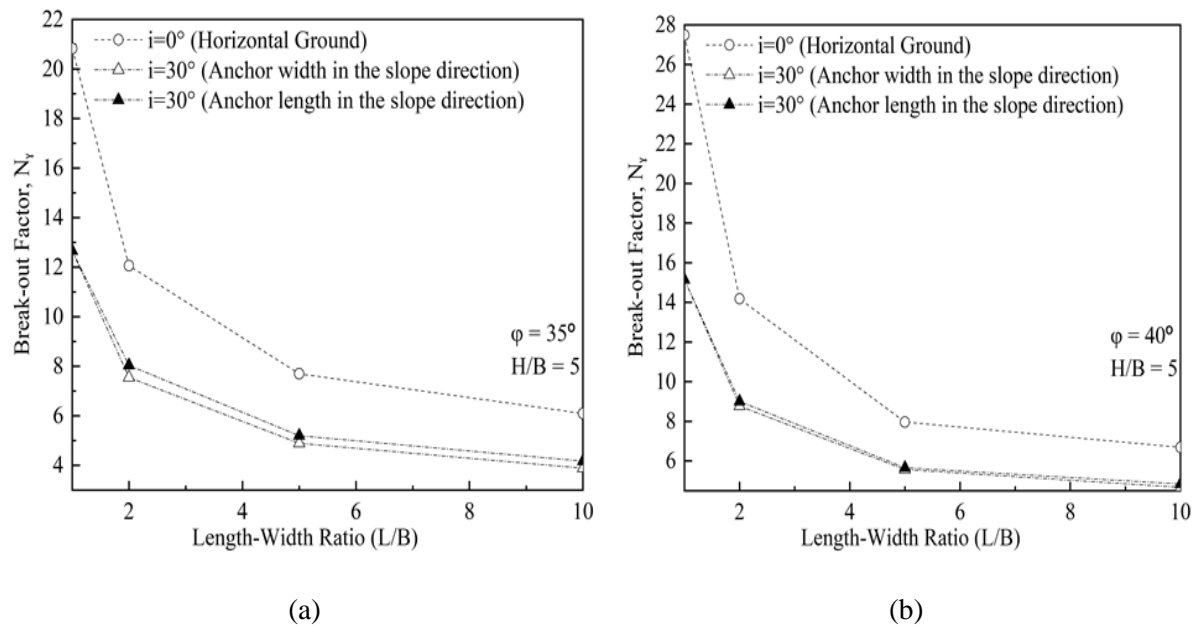 22
20
18
16
14
12
10
8
6
4
2 4 6 8 10
Break-out Factor, Nγ
Length-Width Ratio (L/B)
i=0° (Horizontal Ground)
i=30° (Anchor width in the slope direction)
i=30° (Anchor length in the slope direction)
φ = 35°
H/B = 5
(a)
28
26
24
22
20
18
16
14
12
10
8
6
2 4 6 8 10
Break-out Factor, Nγ
Length-Width Ratio (L/B)
i=0° (Horizontal Ground)
i=30° (Anchor width in the slope direction)
i=30° (Anchor length in the slope direction)
φ = 40°
H/B = 5
(b)